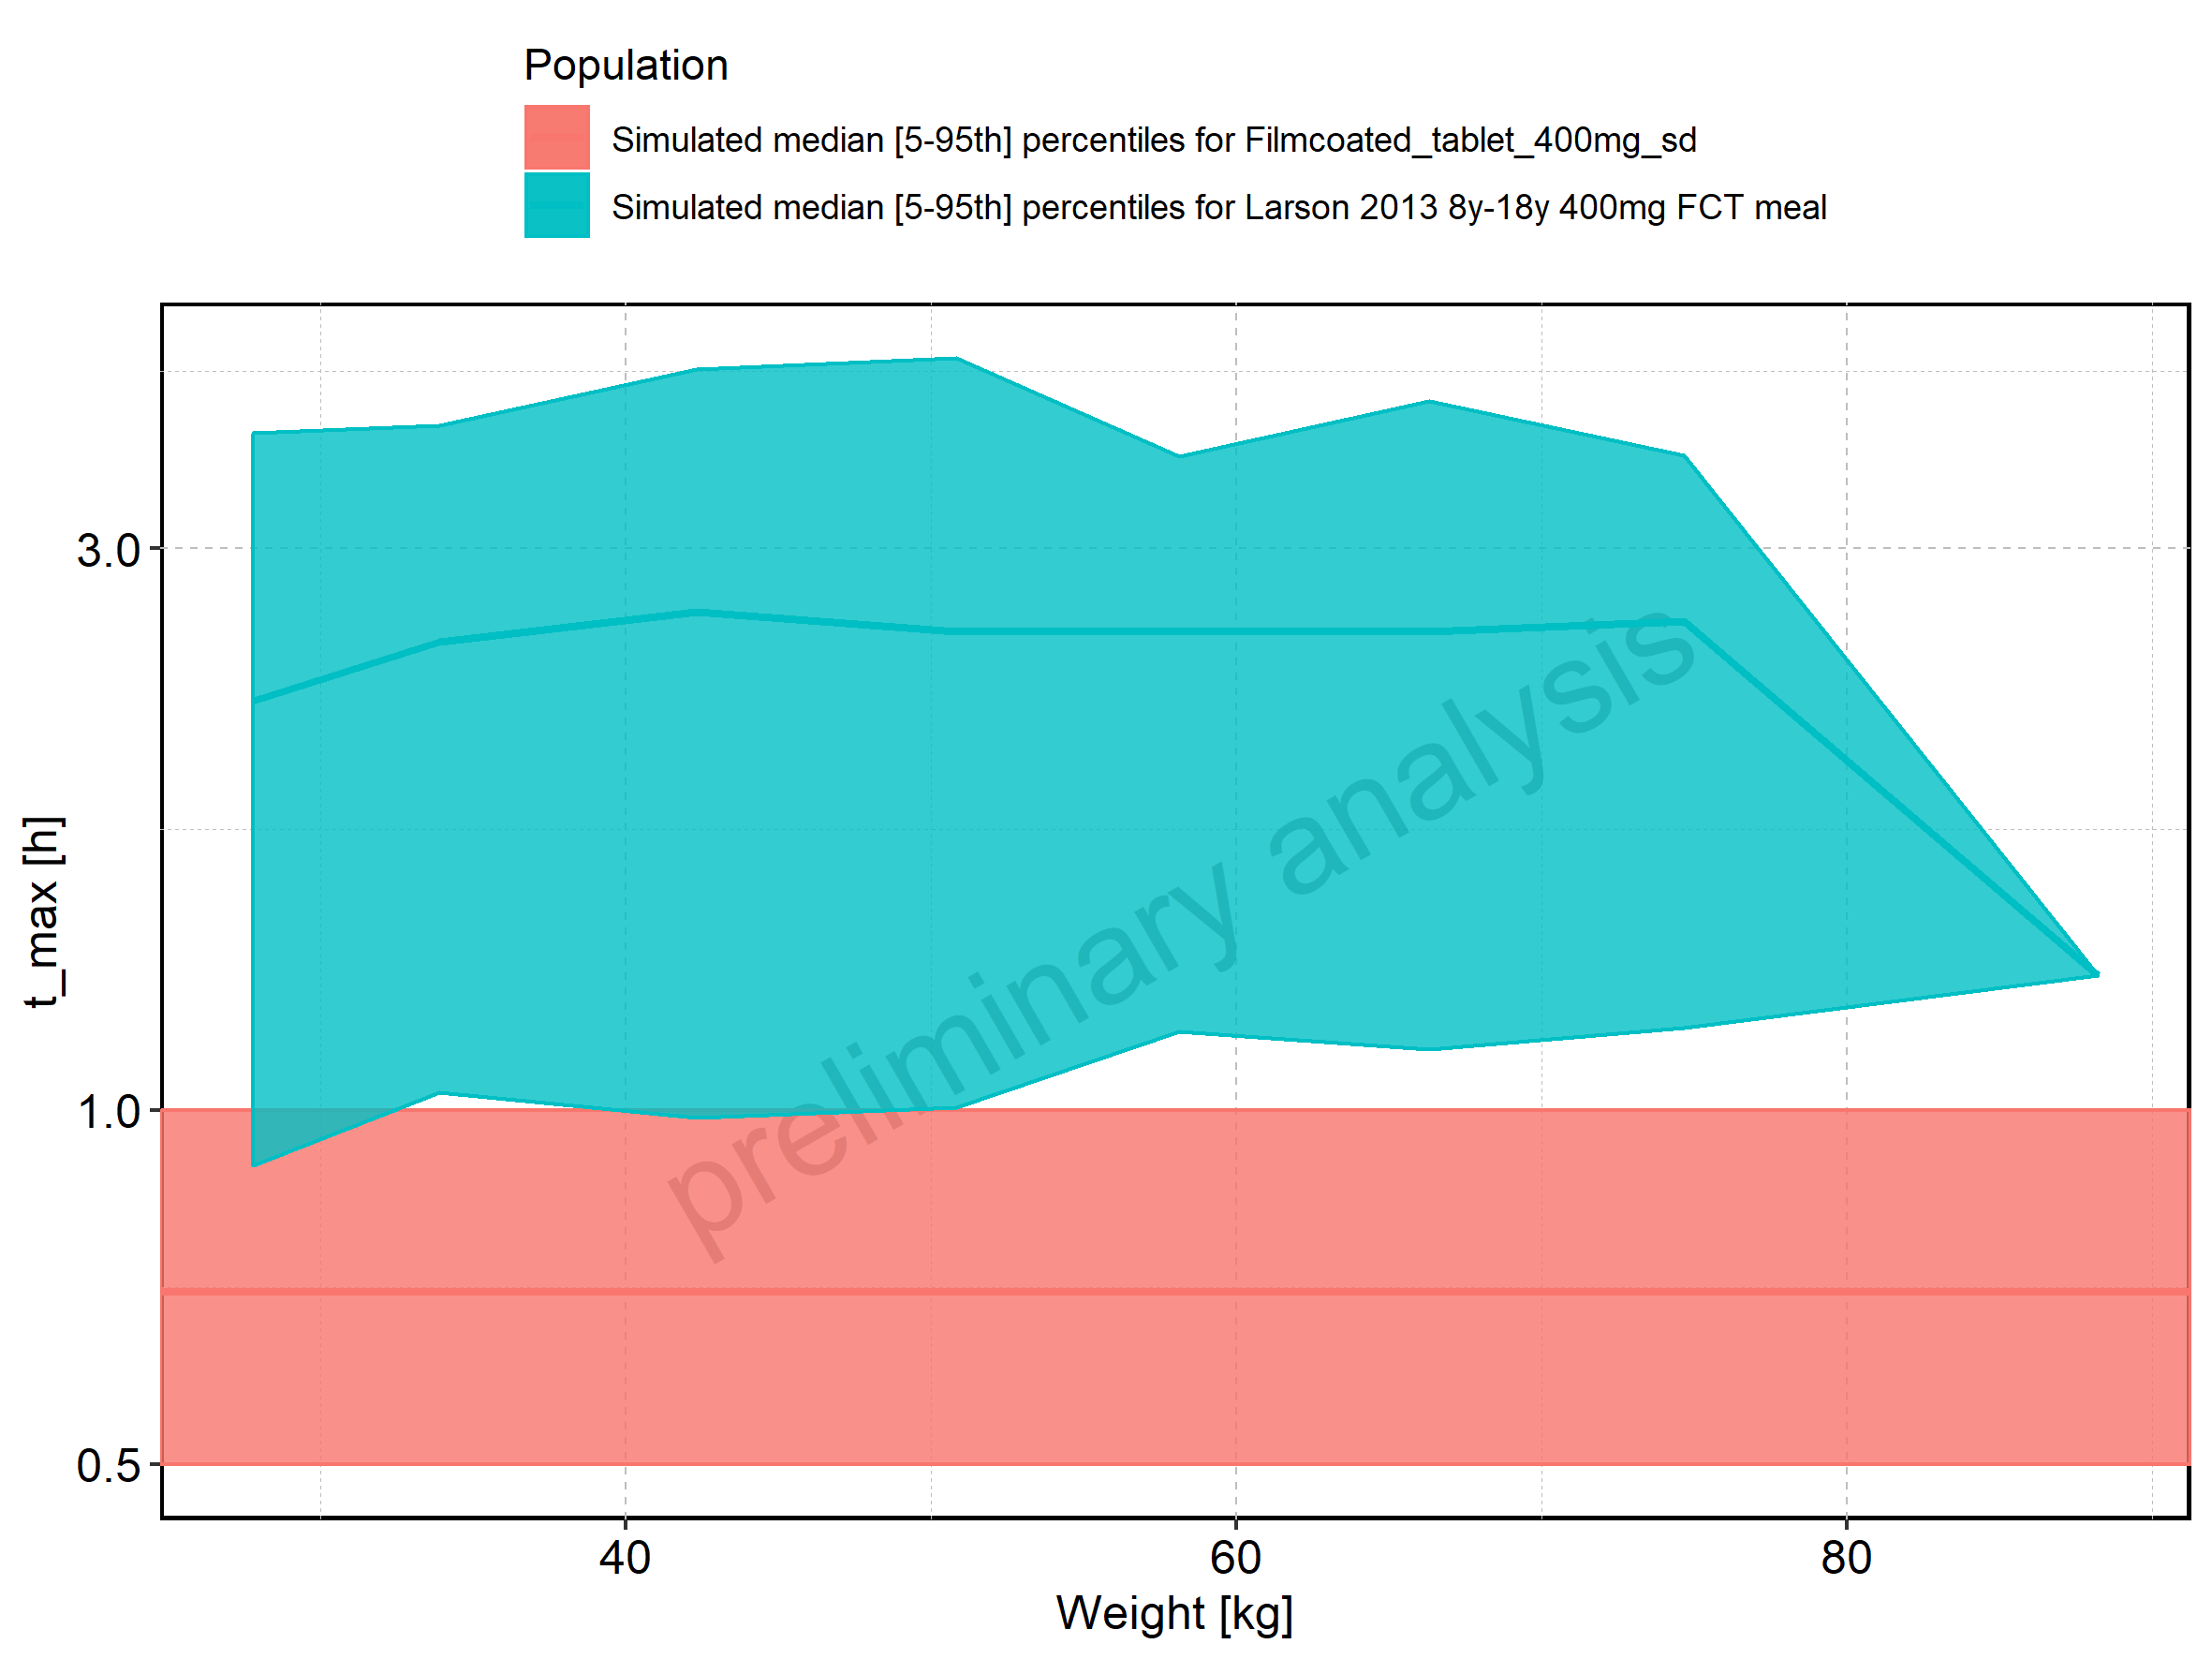 Population
Simulated median [5-95th] percentiles for Filmcoated_tablet_400mg_sd
Simulated median [5-95th] percentiles for Larson 2013 8y-18y 400mg FCT meal
3.0
1.0
0.5
t_max [h]
preliminary analysis
40 60 80
Weight [kg]